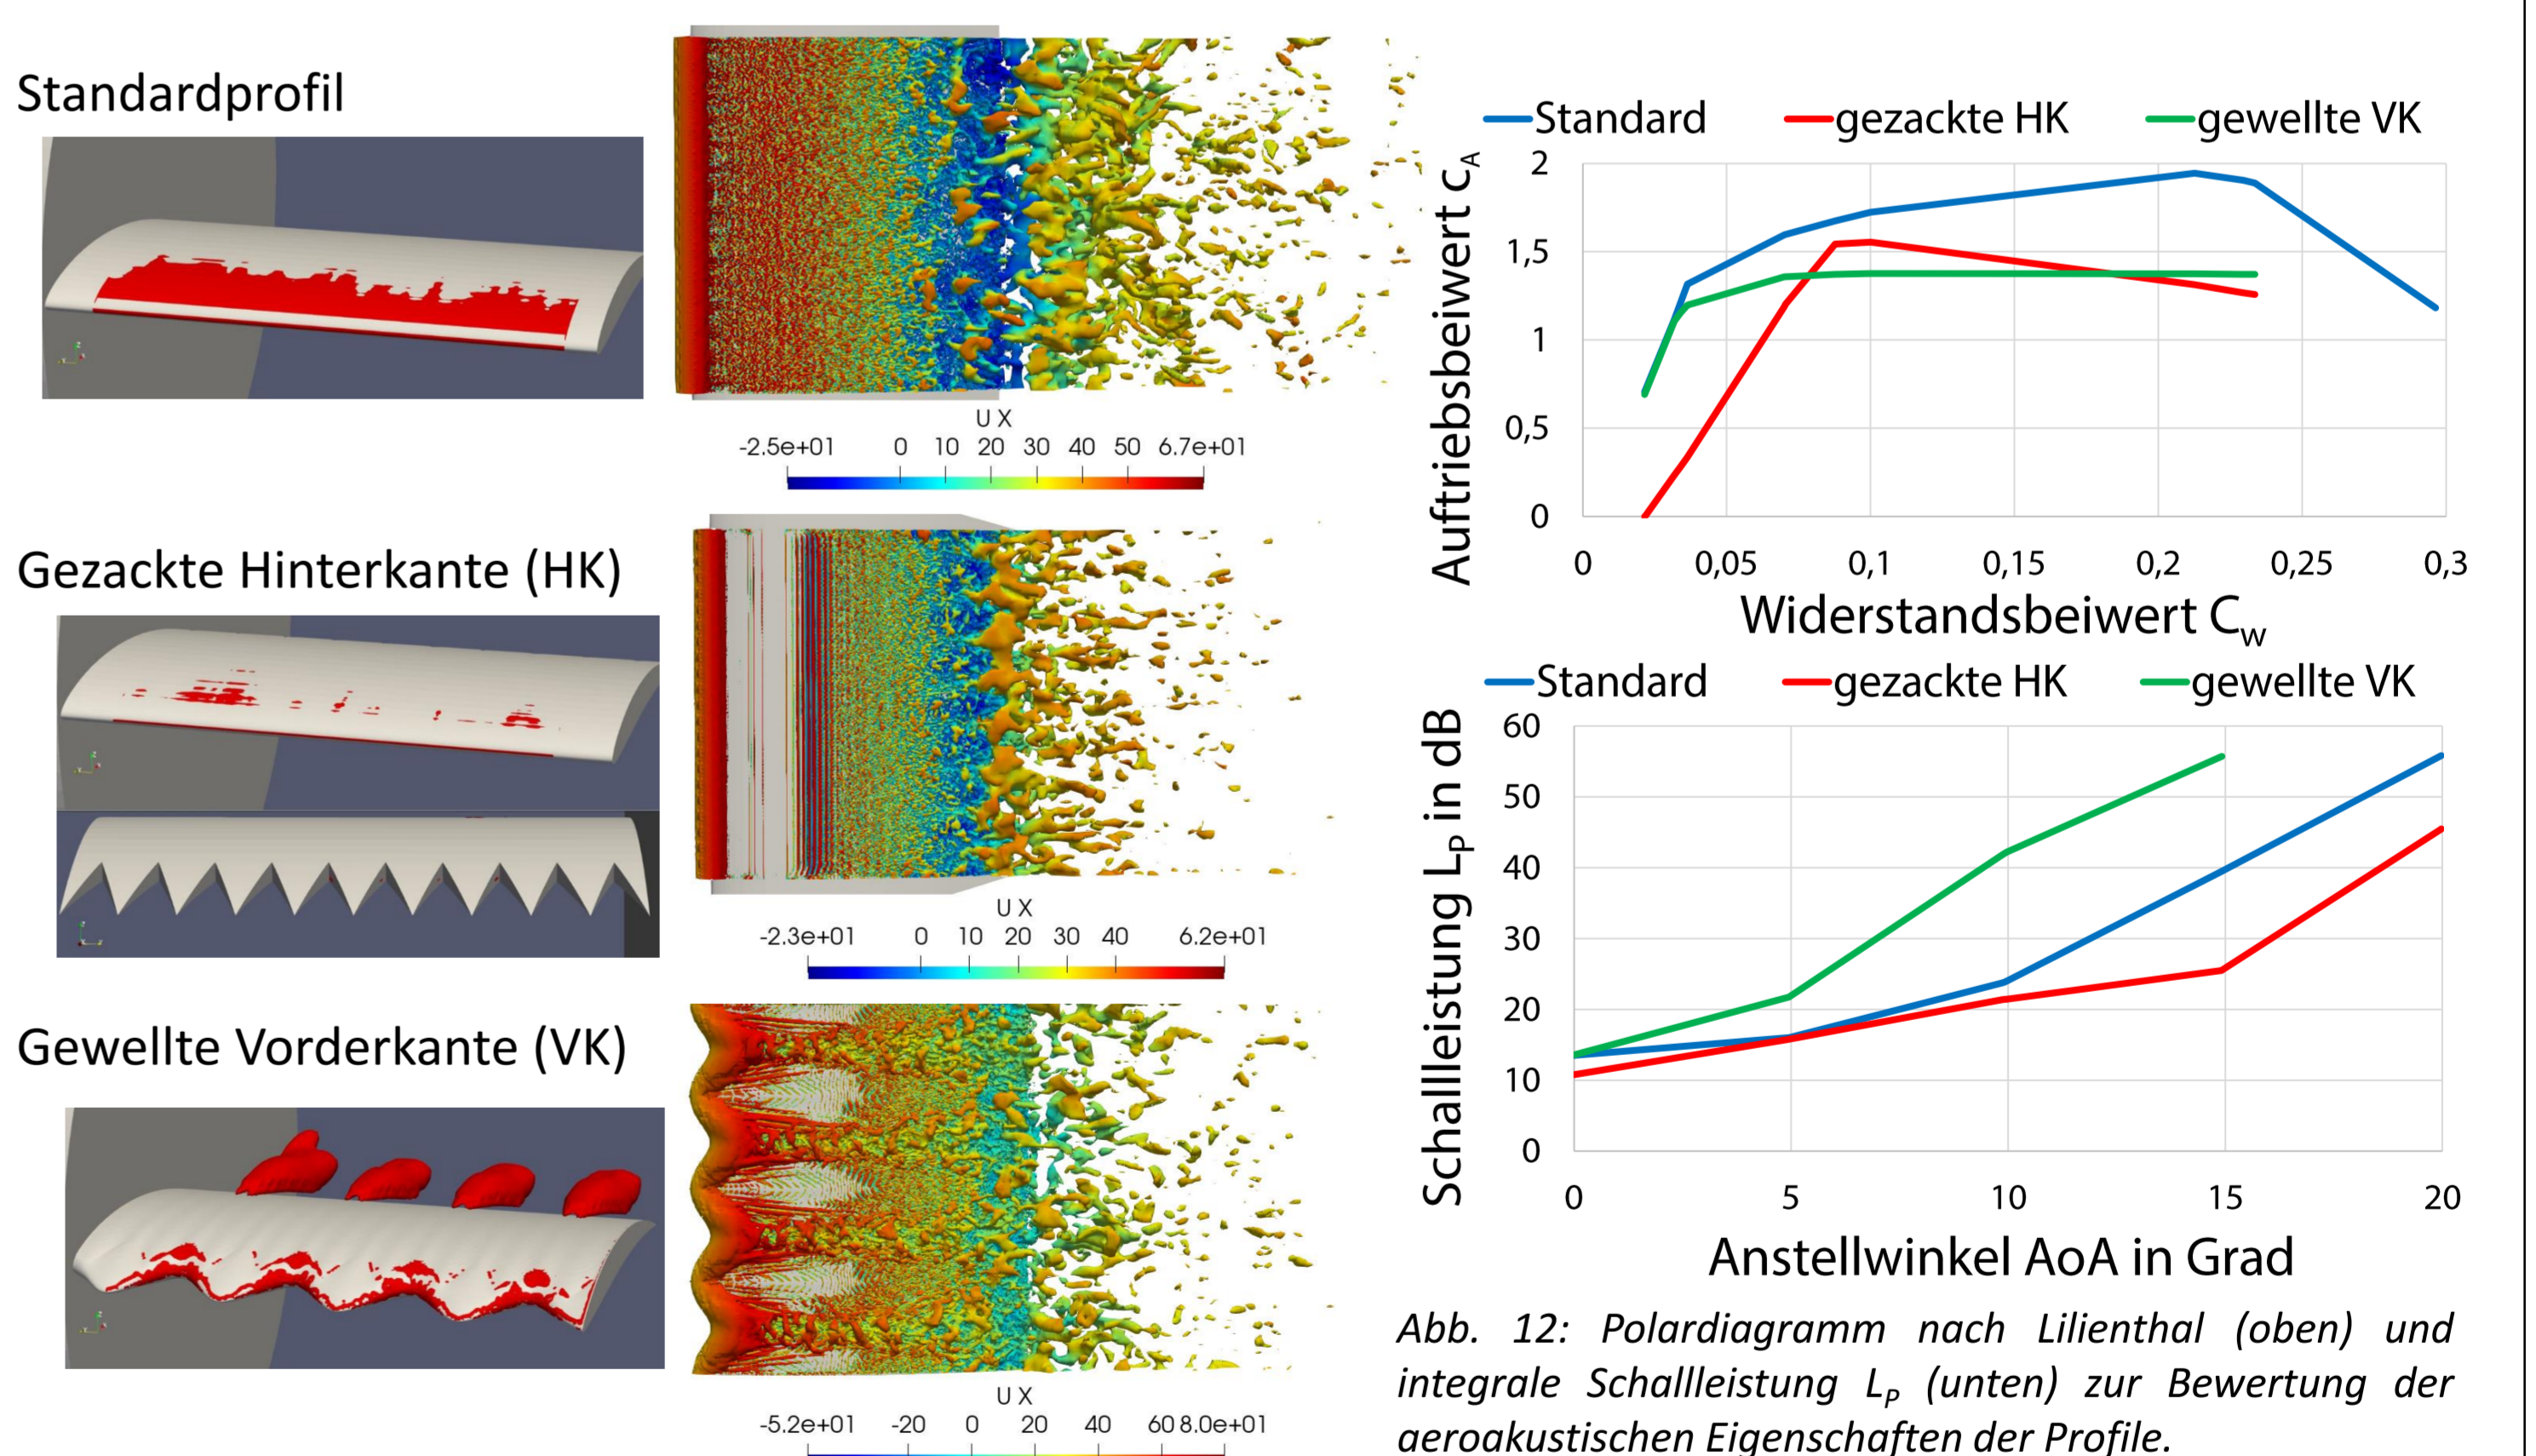 Standardprofil
U X
-2.5e+01 0 10 20 30 40 50 6.7e+01
Gezackte Hinterkante (HK)
U X
-2.3e+01 0 10 20 30 40 6.2e+01
Gewellte Vorderkante (VK)
U X
-5.2e+01 -20 0 20 40 60 8.0e+01
Standard gezackte HK gewellte VK
Auftriebsbeiwert cA
2
1,5
1
0,5
0
0 0,05 0,1 0,15 0,2 0,25 0,3
Widerstandsbeiwert Cw
Standard gezackte HK gewellte VK
Schallleistung LP in dB
60
50
40
30
20
10
0
0 5 10 15 20
Anstellwinkel AoA in Grad
Abb. 12: Polardiagramm nach Lilienthal (oben) und
integrale Schallleistung LP (unten) zur Bewertung der
aeroakustischen Eigenschaften der Profile.